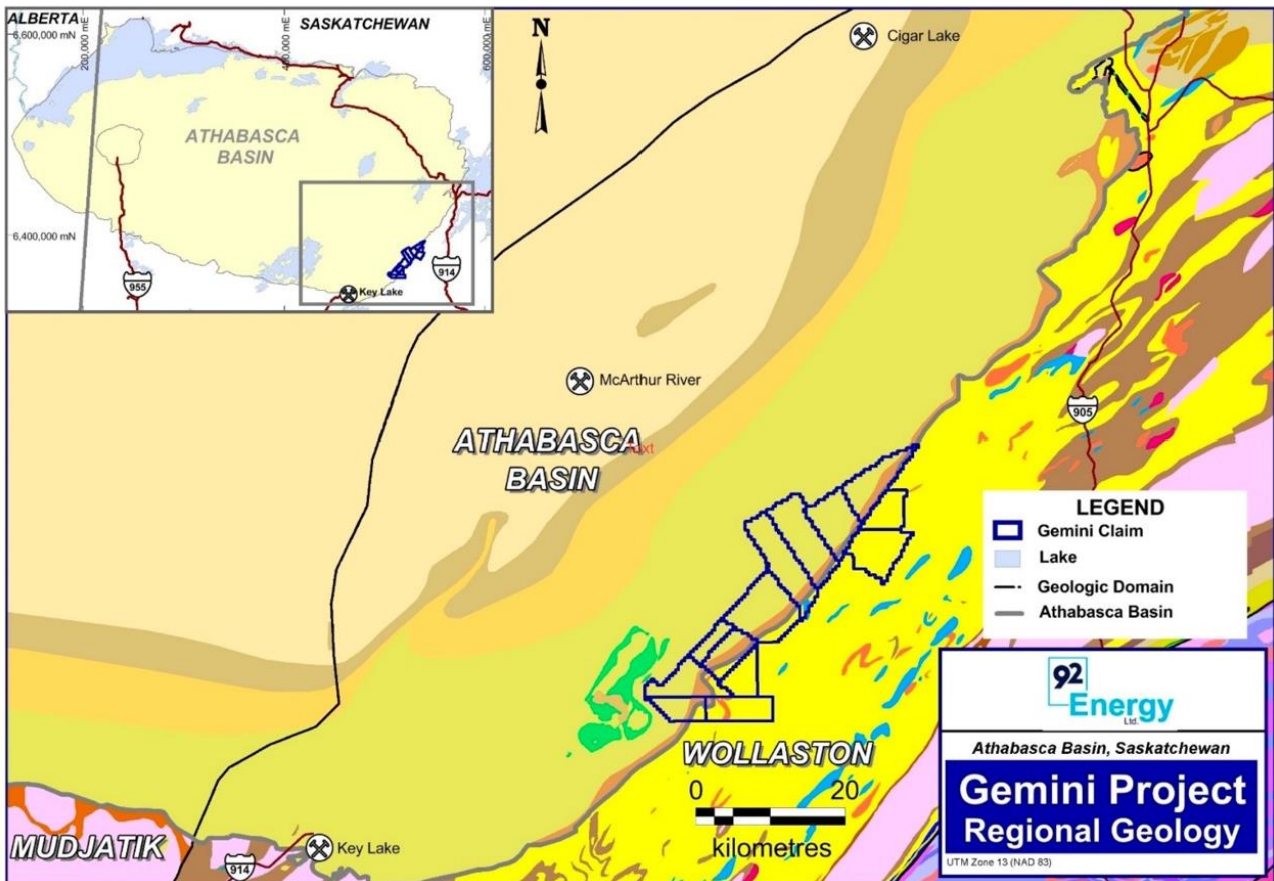 ALBERTA
SASKATCHEWAN
6,600,000 mN
200,000 mE
400,000 mE
600,000 mE
ATHABASCA
BASIN
6,400,000 mN
955
914
Key Lake
N
Cigar Lake
McArthur River
ATHABASCA
BASIN
905
LEGEND
Gemini Claim
Lake
Geologic Domain
Athabasca Basin
WOLLASTON
0 20
kilometres
MUDJATIK
914
Key Lake
92
Energy
Ltd.
Athabasca Basin, Saskatchewan
Gemini Project
Regional Geology
UTM Zone 13 (NAD 83)